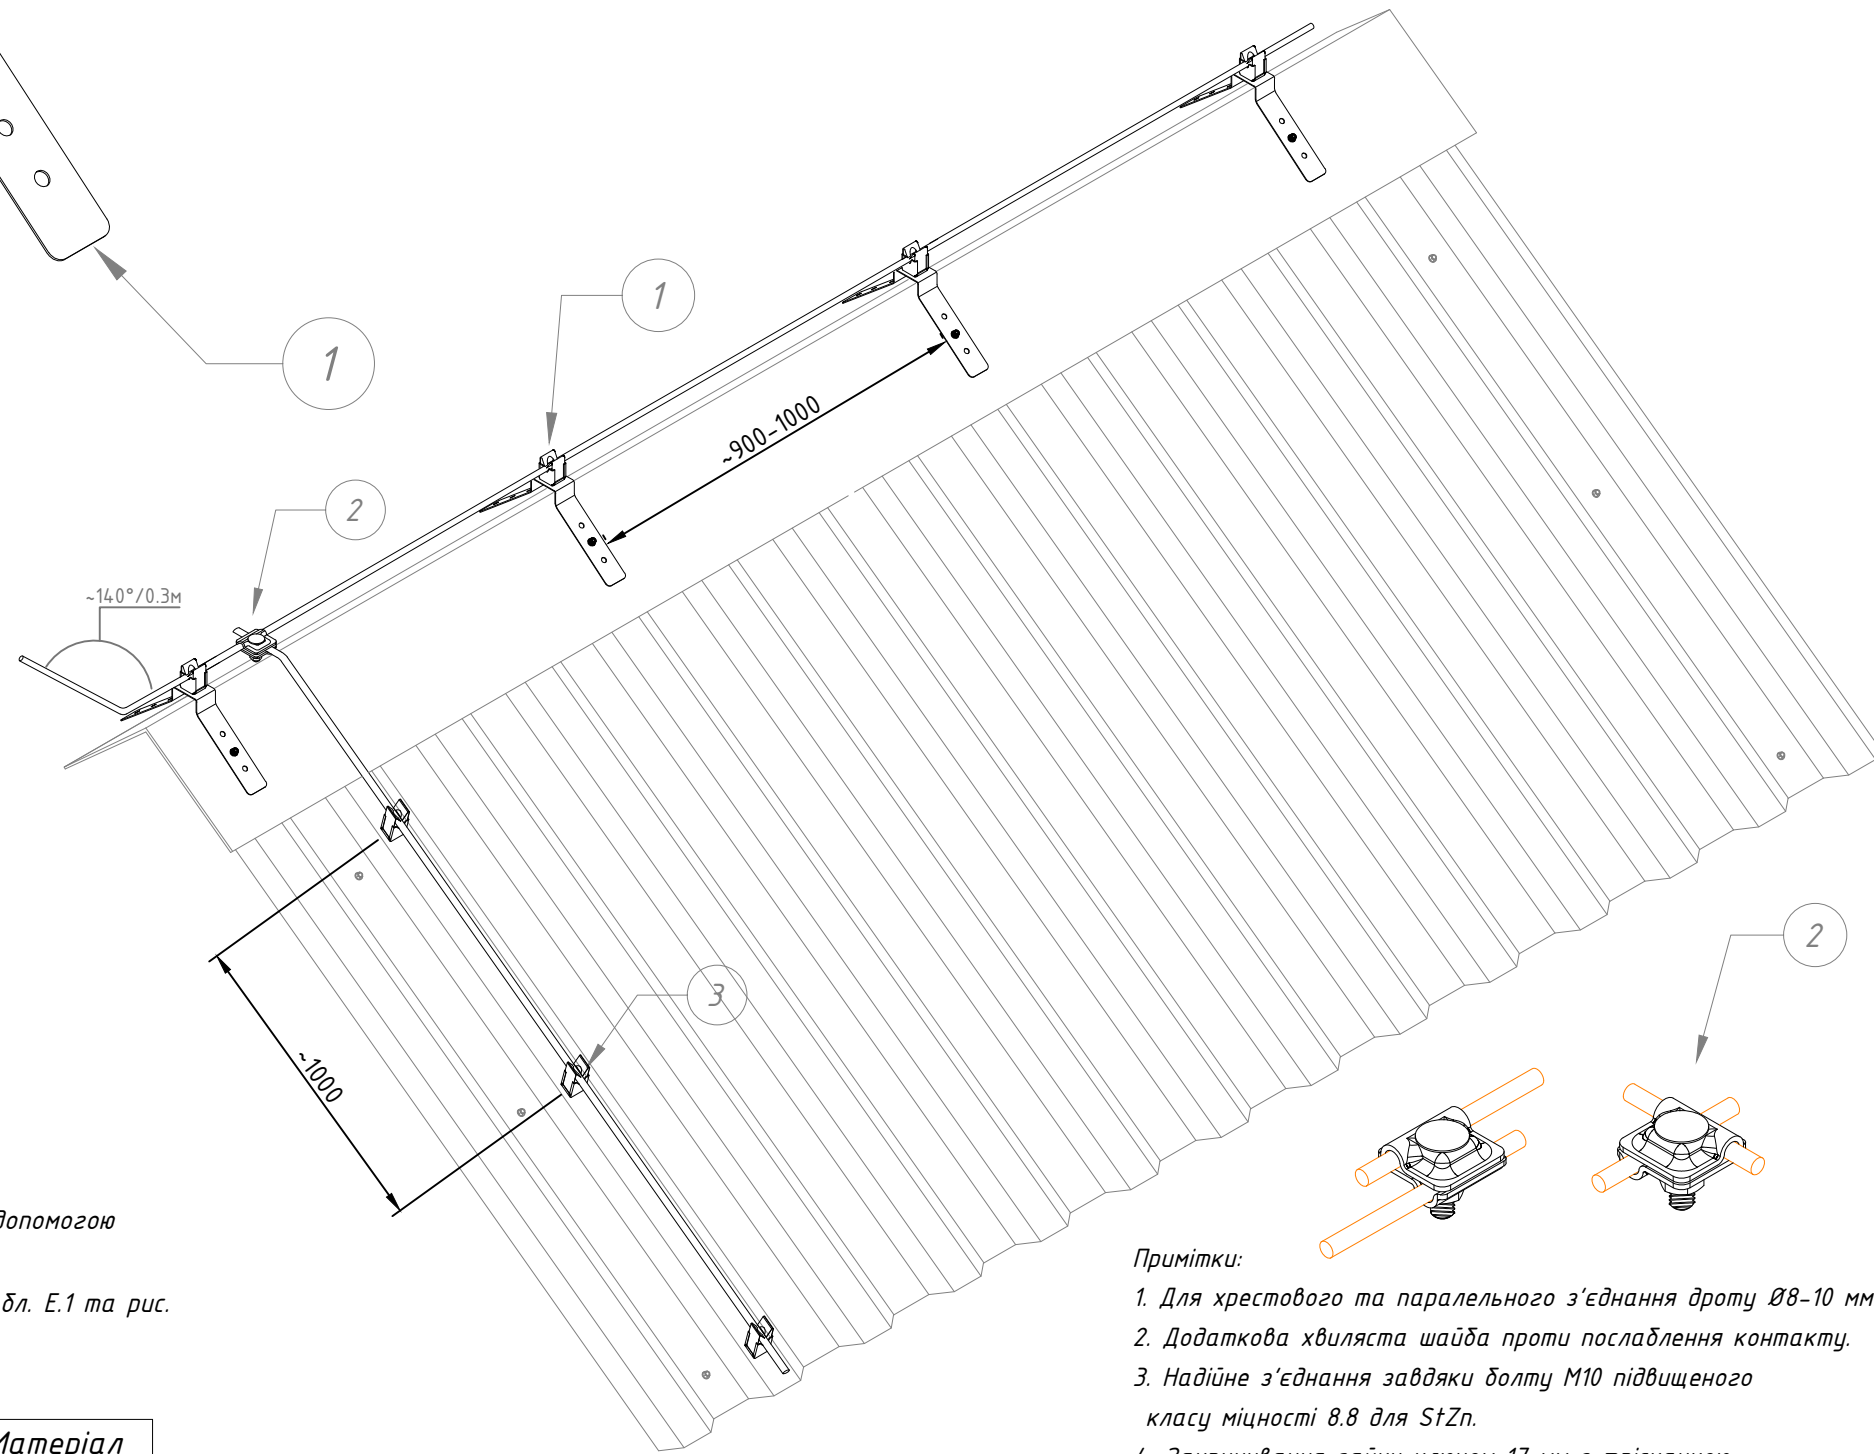 1
1
~900-1000
2
~140°/0.3м
3
~1000
2
допомогою
бл. Е.1 та рис.
Матеріал
Примітки:
1. Для хрестового та паралельного з'єднання дроту Ø8-10 мм
2. Додаткова хвиляста шайба проти послаблення контакту.
3. Надійне з'єднання завдяки болту М10 підвищеного
класу міцності 8.8 для StZn.